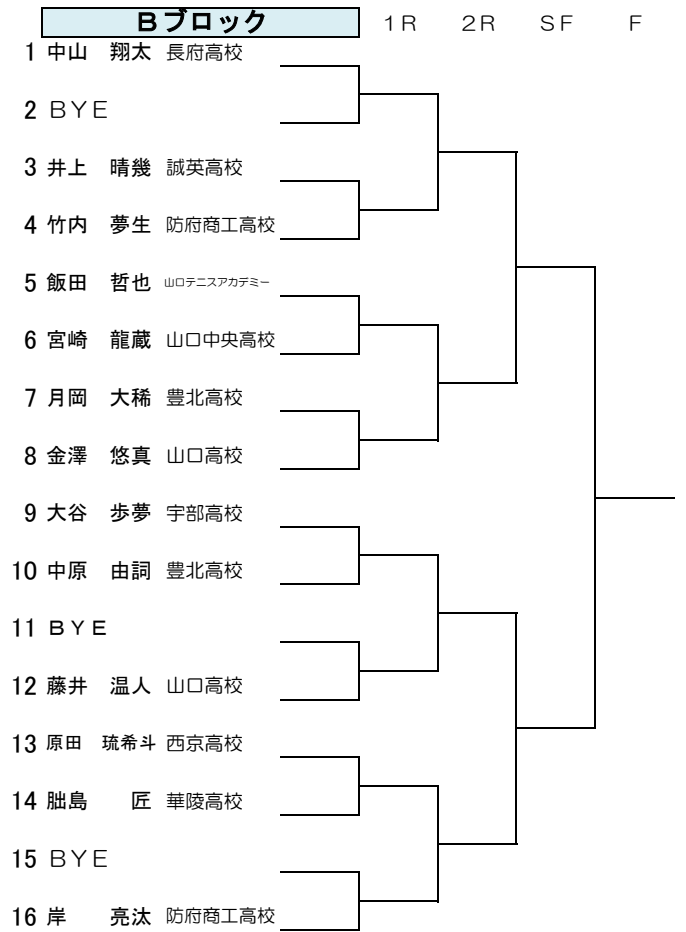 Bブロック 1R 2R SF F
1 中山 翔太 長府高校
2 BYE
3 井上 晴幾 誠英高校
4 竹内 夢生 防府商工高校
5 飯田 哲也 山口テニスアカデミー
6 宮崎 龍蔵 山口中央高校
7 月岡 大稀 豊北高校
8 金澤 悠真 山口高校
9 大谷 歩夢 宇部高校
10 中原 由詞 豊北高校
11 BYE
12 藤井 温人 山口高校
13 原田 琉希斗 西京高校
14 朏島 匠 華陵高校
15 BYE
16 岸 亮汰 防府商工高校